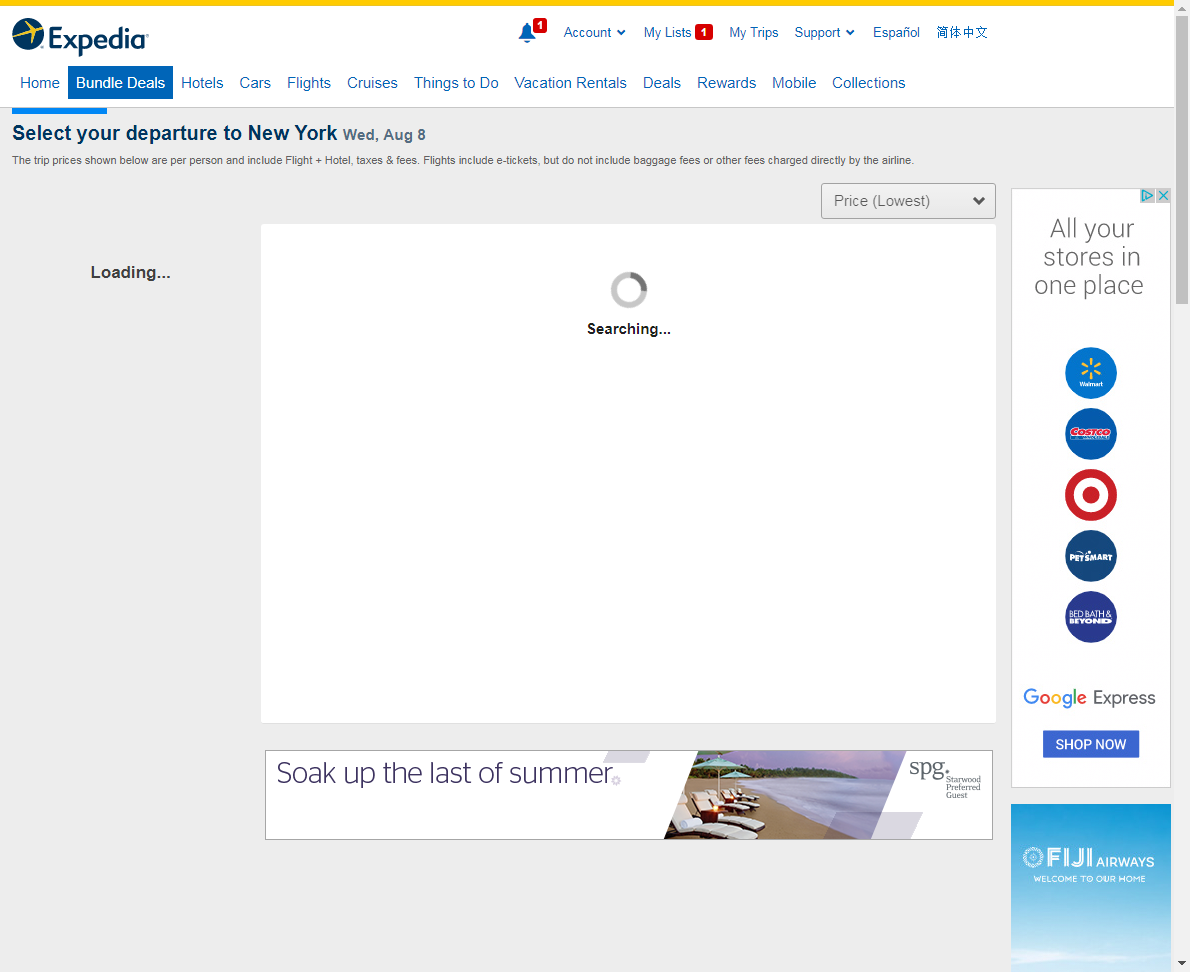 Expedia
1
Account
My Lists 1
My Trips
Support
Español
简体中文
Home
Bundle Deals
Hotels
Cars
Flights
Cruises
Things to Do
Vacation Rentals
Deals
Rewards
Mobile
Collections
Select your departure to New York Wed, Aug 8
The trip prices shown below are per person and include Flight + Hotel, taxes & fees. Flights include e-tickets, but do not include baggage fees or other fees charged directly by the airline.
Price (Lowest)
Loading...
Searching...
All your
stores in
one place
Walmart
COSTCO
PETSMART
BED BATH &
BEYOND
Google Express
SHOP NOW
Soak up the last of summer.
spg.
Starwood
Preferred
Guest
FIJI AIRWAYS
WELCOME TO OUR HOME